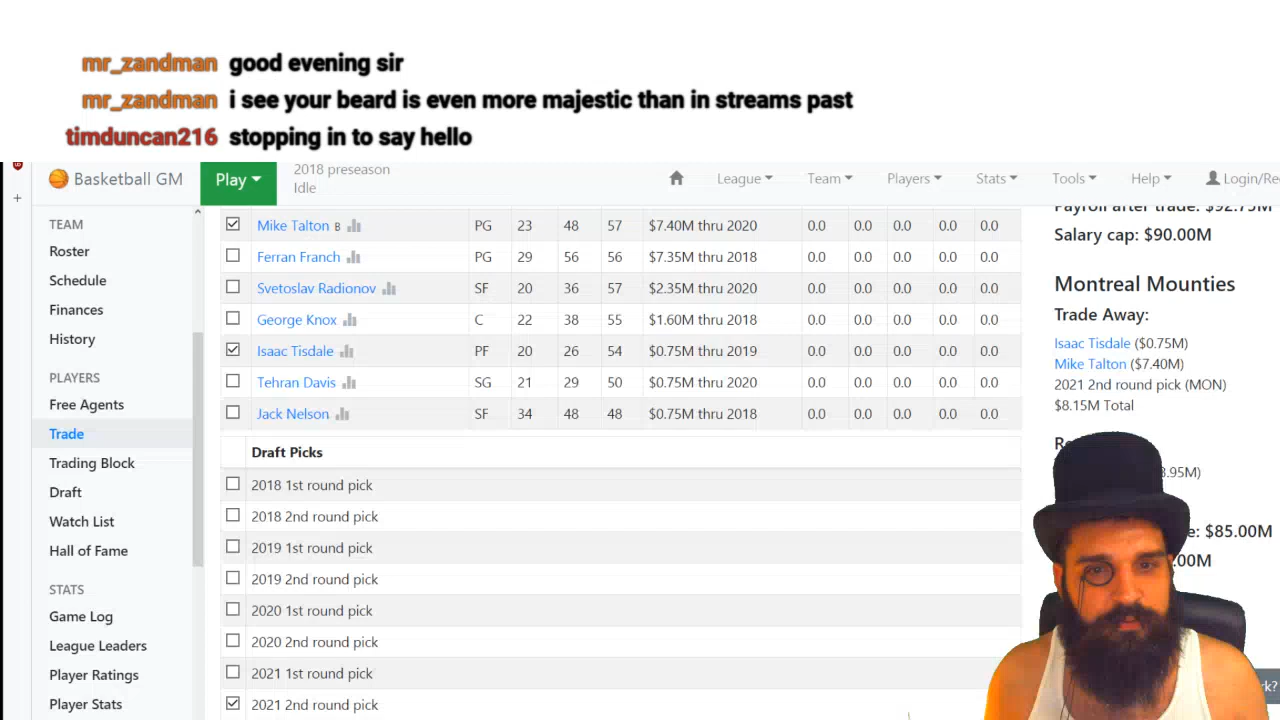 mr_zandman good evening sir
mr_zandman i see your beard is even more majestic than in streams past
timduncan216 stopping in to say hello
Basketball GM Play 2018 preseason League Team Players Stats Tools Help Login/Re
Idle
+
TEAM
Roster
Schedule
Finances
History
PLAYERS
Free Agents
Trade
Trading Block
Draft
Watch List
Hall of Fame
STATS
Game Log
League Leaders
Player Ratings
Player Stats
Mike Talton B PG 23 48 57 $7.40M thru 2020 0.0 0.0 0.0 0.0 0.0
Ferran Franch PG 29 56 56 $7.35M thru 2018 0.0 0.0 0.0 0.0 0.0
Svetoslav Radionov SF 20 36 57 $2.35M thru 2020 0.0 0.0 0.0 0.0 0.0
George Knox C 22 38 55 $1.60M thru 2018 0.0 0.0 0.0 0.0 0.0
Isaac Tisdale PF 20 26 54 $0.75M thru 2019 0.0 0.0 0.0 0.0 0.0
Tehran Davis SG 21 29 50 $0.75M thru 2020 0.0 0.0 0.0 0.0 0.0
Jack Nelson SF 34 48 48 $0.75M thru 2018 0.0 0.0 0.0 0.0 0.0
Draft Picks
2018 1st round pick
2018 2nd round pick
2019 1st round pick
2019 2nd round pick
2020 1st round pick
2020 2nd round pick
2021 1st round pick
2021 2nd round pick
Payroll after trade: $92.75M
Salary cap: $90.00M
Montreal Mounties
Trade Away:
Isaac Tisdale ($0.75M)
Mike Talton ($7.40M)
2021 2nd round pick (MON)
$8.15M Total
Re
3.95M)
e: $85.00M
.00M
rk?